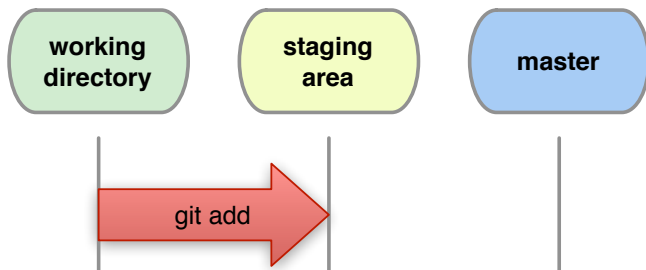 working
directory
staging
area
master
git add